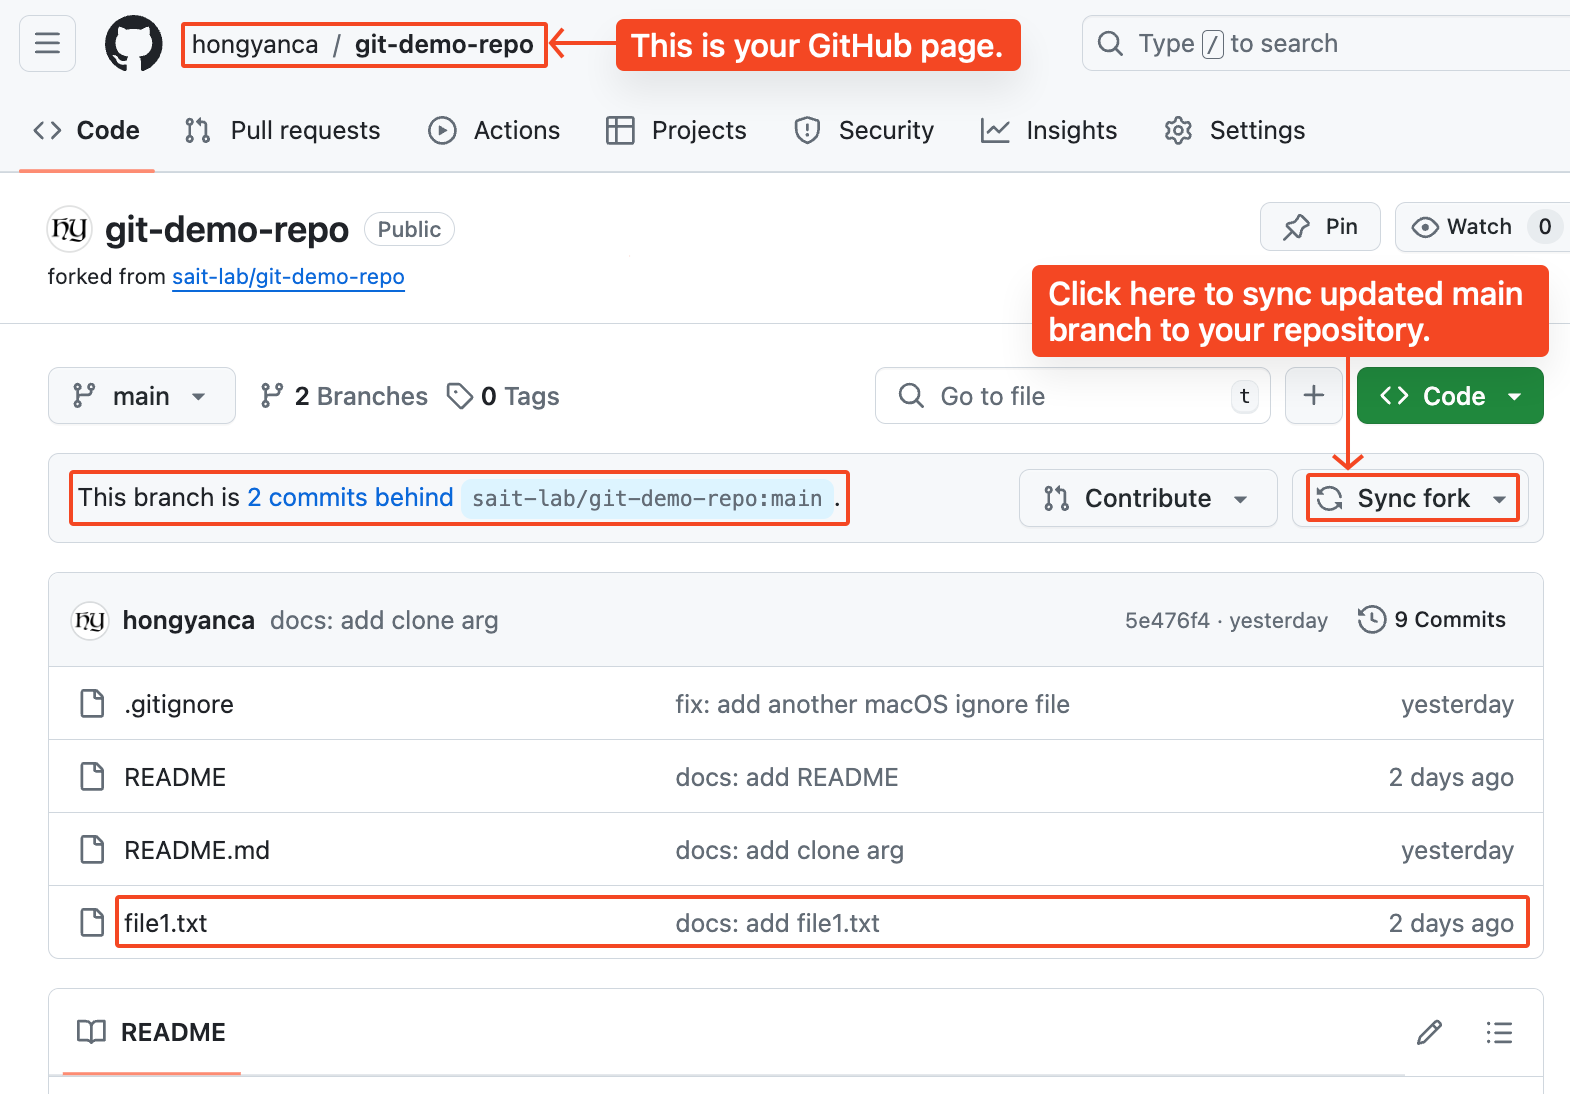 hongyanca / git-demo-repo
This is your GitHub page.
Type / to search
Code
Pull requests
Actions
Projects
Security
Insights
Settings
hy git-demo-repo Public
Pin
Watch 0
forked from sait-lab/git-demo-repo
Click here to sync updated main
branch to your repository.
main
2 Branches
0 Tags
Go to file t
Code
This branch is 2 commits behind sait-lab/git-demo-repo:main .
Contribute
Sync fork
hy hongyanca docs: add clone arg 5e476f4 · yesterday 9 Commits
.gitignore fix: add another macOS ignore file yesterday
README docs: add README 2 days ago
README.md docs: add clone arg yesterday
file1.txt docs: add file1.txt 2 days ago
README